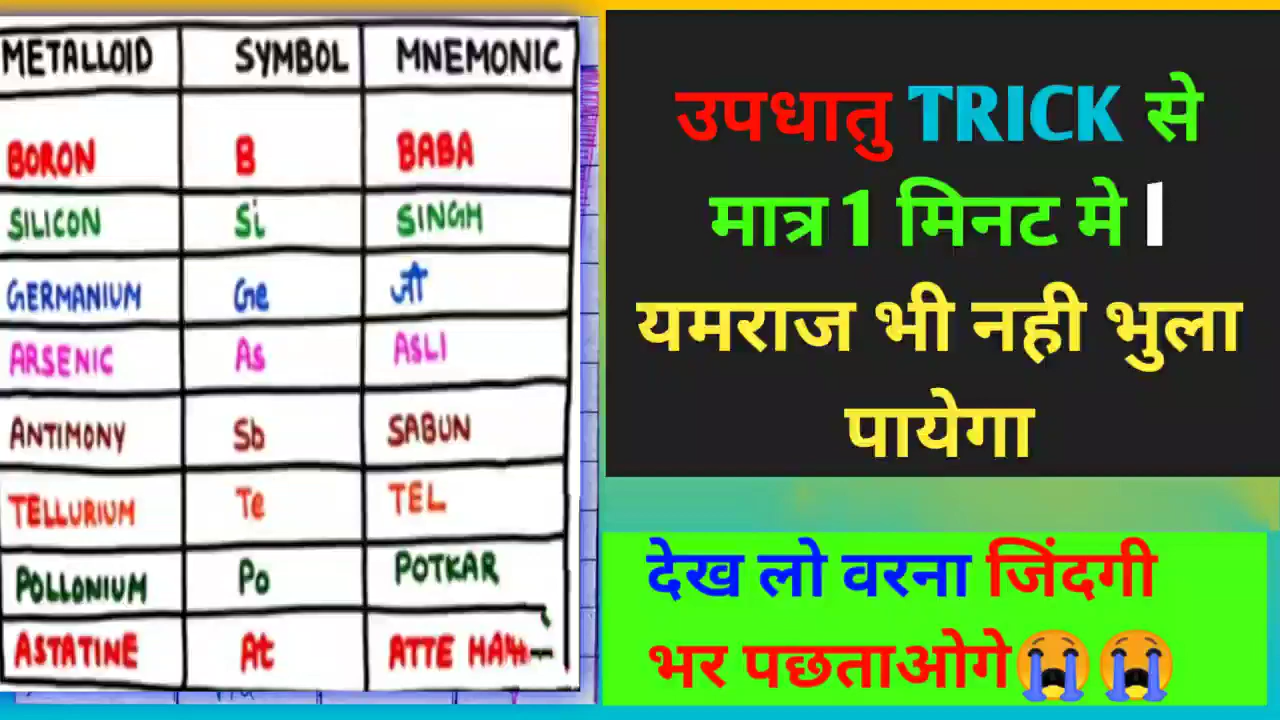 METALLOID SYMBOL MNEMONIC
BORON B BABA
SILICON Si SINGH
GERMANIUM Ge जी
ARSENIC As ASLI
ANTIMONY Sb SABUN
TELLURIUM Te TEL
POLLONIUM Po POTKAR
ASTATINE At ATTE
उपधातु TRICK से
मात्र 1 मिनट मे।
यमराज भी नही भुला
पायेगा
देख लो वरना जिंदगी
भर पछताओगे😭😭